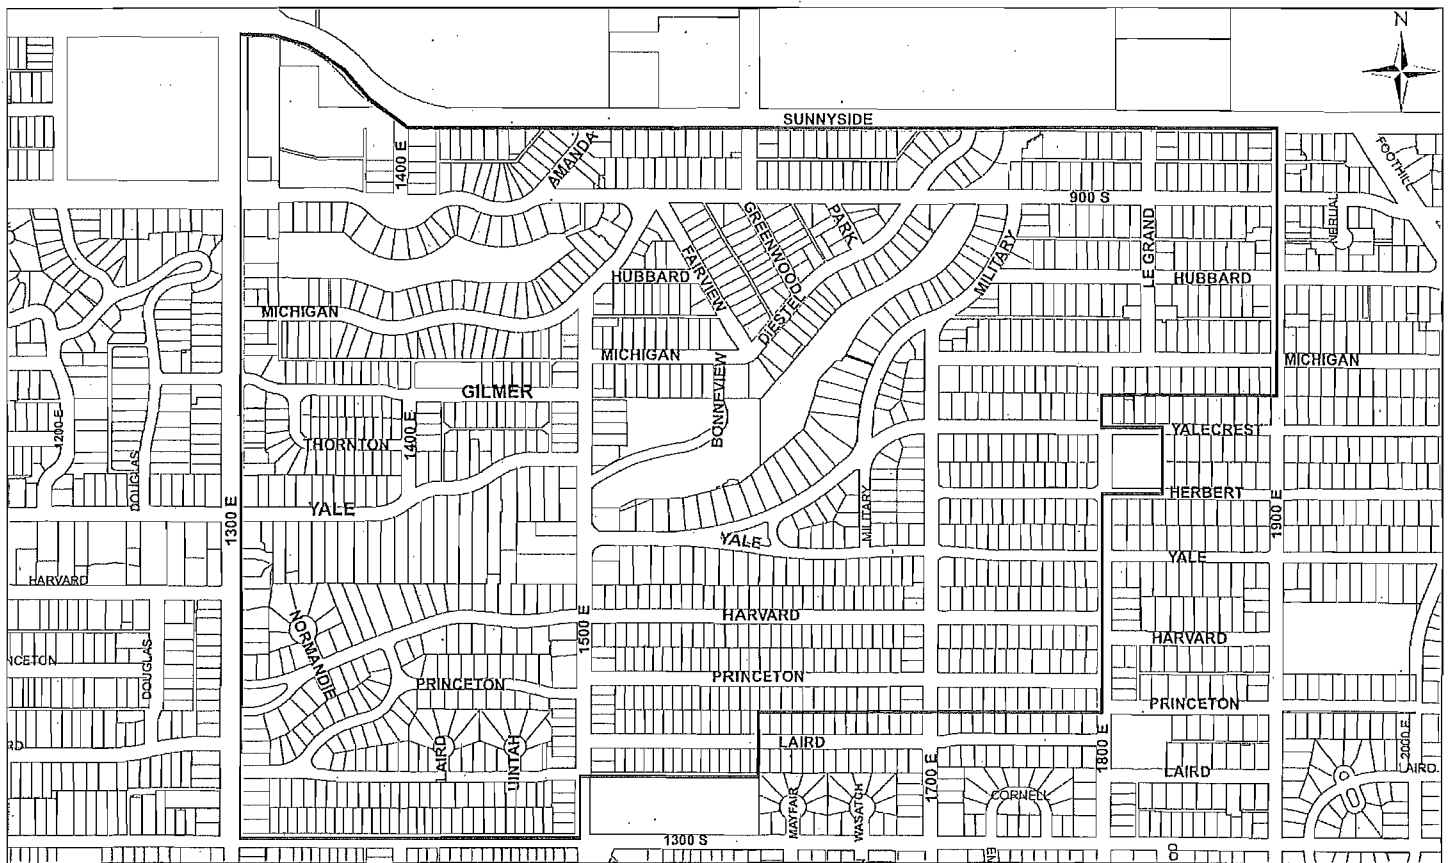 N
SUNNYSIDE
FOOTHILL
AMANDA
1400 E
900 S
GREENWOOD
PARK
LE GRAND
FAIRVIEW
MILITARY
HUBBARD
HUBBARD
DIESTEL
MICHIGAN
MICHIGAN
MICHIGAN
GILMER
BONNEVIEW
1200 E
1400 E
THORNTON
YALECREST
DOUGLAS
HERBERT
MILITARY
1300 E
YALE
1900 E
YALE
YALE
HARVARD
NORMANDIE
HARVARD
1500 E
HARVARD
NCETON
DOUGLAS
PRINCETON
PRINCETON
PRINCETON
RD
LAIRD
UINTAH
LAIRD
1700 E
1800 E
LAIRD
2000 E
LAIRD
MAYFAIR
WASATCH
CORNELL
1300 S